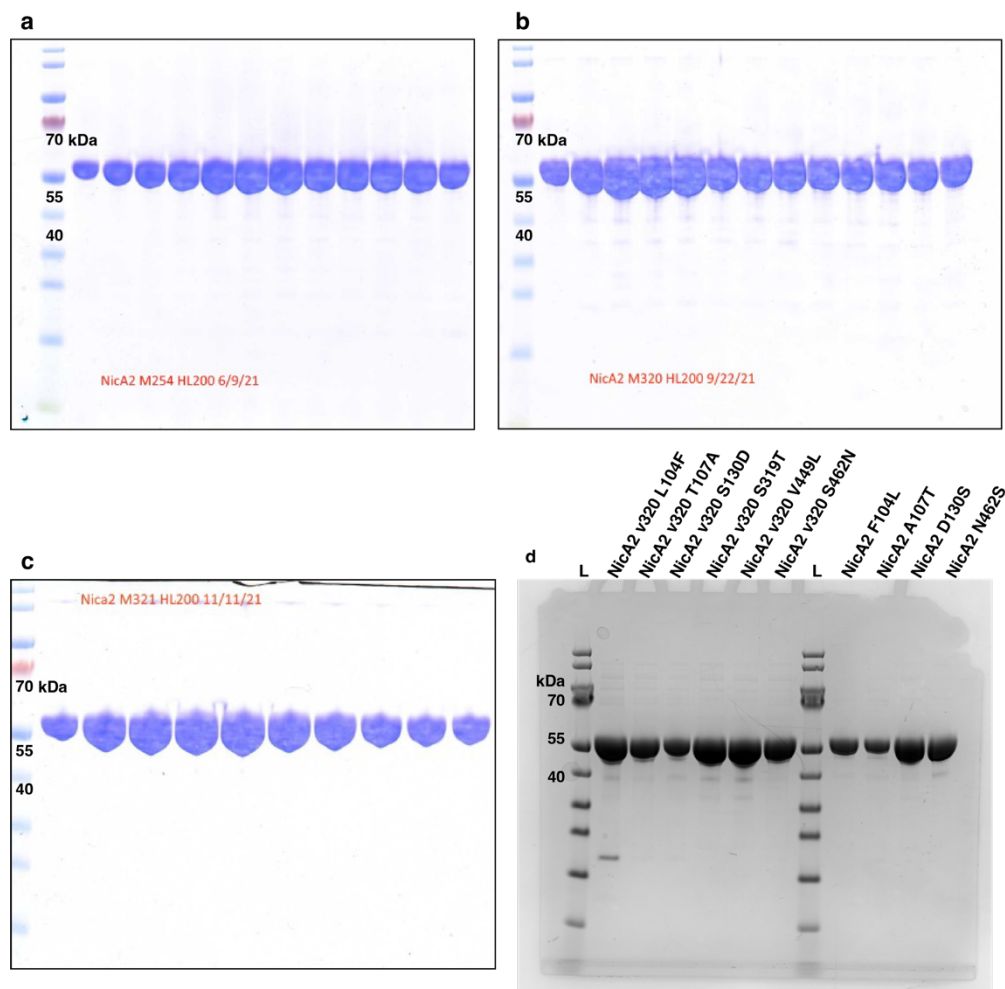 a
70 kDa
55
40
NicA2 M254 HL200 6/9/21
b
70 kDa
55
40
NicA2 M320 HL200 9/22/21
c
Nica2 M321 HL200 11/11/21
70 kDa
55
40
d
L
NicA2 v320 L104F
NicA2 v320 T107A
NicA2 v320 S130D
NicA2 v320 S319T
NicA2 v320 V449L
NicA2 v320 S462N
L
NicA2 F104L
NicA2 A107T
NicA2 D130S
NicA2 N462S
kDa
70
55
40